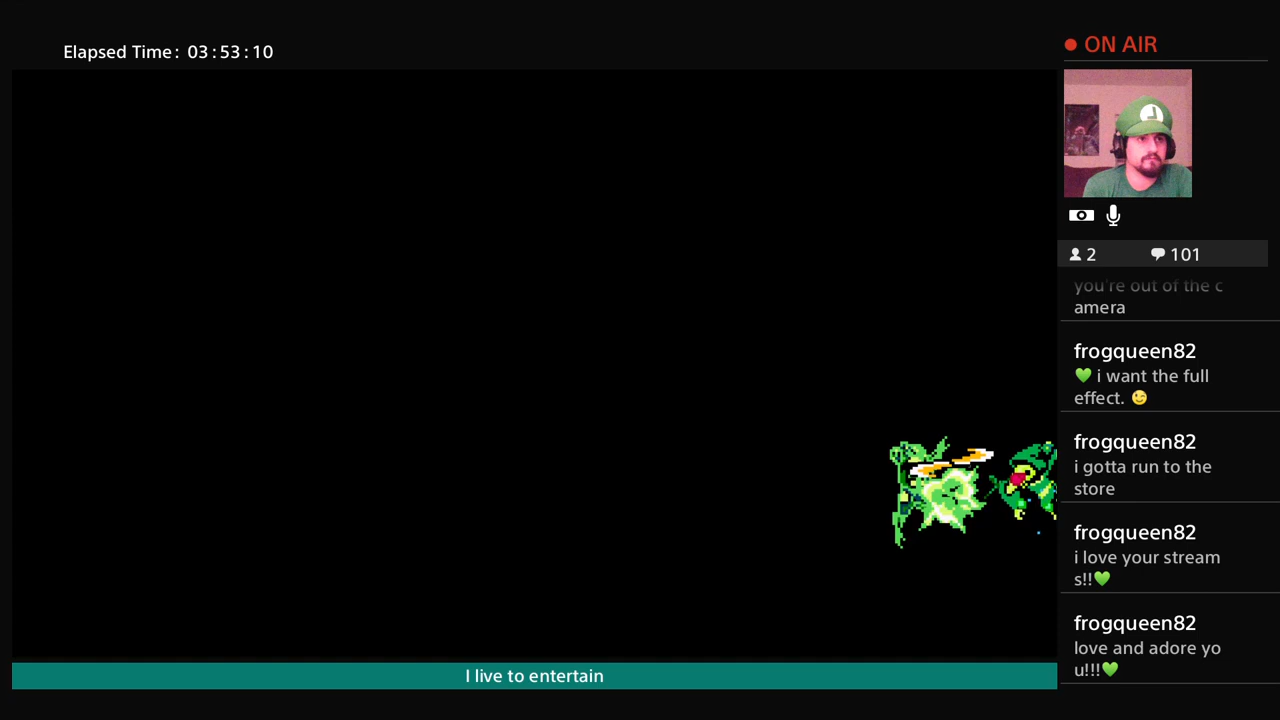 Elapsed Time: 03:53:10
ON AIR
2 101
you're out of the c
amera
frogqueen82
💚 i want the full
effect. 😉
frogqueen82
i gotta run to the
store
frogqueen82
i love your stream
s!!💚
frogqueen82
love and adore yo
u!!!💚
I live to entertain